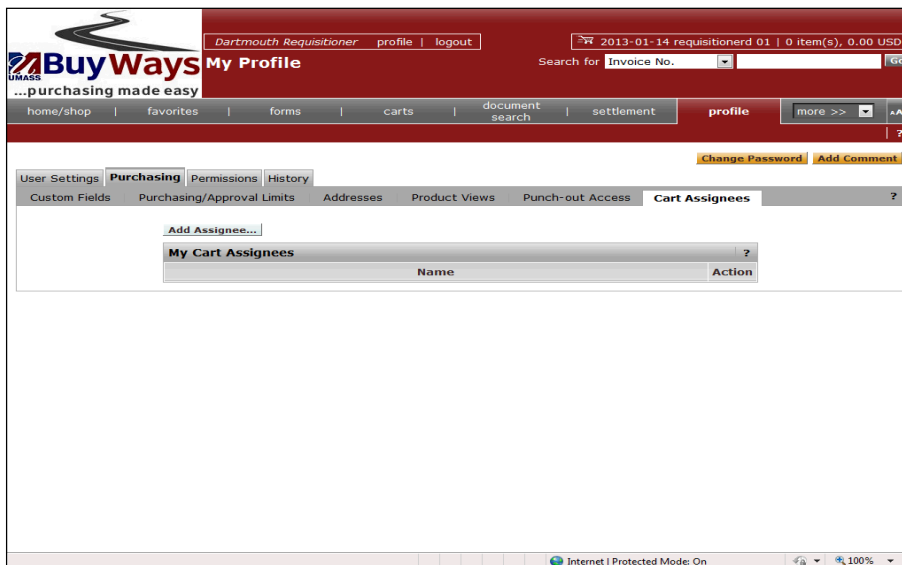 Dartmouth Requisitioner profile | logout
2013-01-14 requisitionerd 01 | 0 item(s), 0.00 USD
UMASS BuyWays My Profile
Search for Invoice No. Go
...purchasing made easy
home/shop | favorites | forms | carts | document search | settlement profile more >>
?
Change Password Add Comment
User Settings Purchasing Permissions History
Custom Fields Purchasing/Approval Limits Addresses Product Views Punch-out Access Cart Assignees ?
Add Assignee...
My Cart Assignees ?
Name Action
Internet | Protected Mode: On 100%